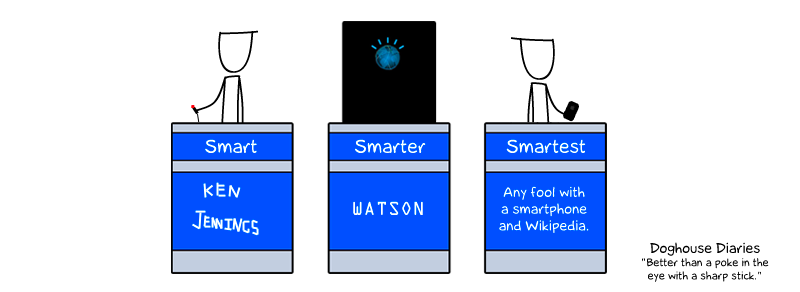 Smart
KEN
JENNINGS
Smarter
WATSON
Smartest
Any fool with
a smartphone
and Wikipedia.
Doghouse Diaries
"Better than a poke in the
eye with a sharp stick."